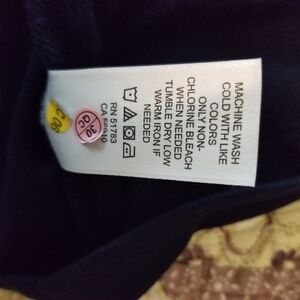 MACHINE WASH
COLD WITH LIKE
COLORS
ONLY NON-
CHLORINE BLEACH
WHEN NEEDED
TUMBLE DRY LOW
WARM IRON IF
NEEDED
RN 51783